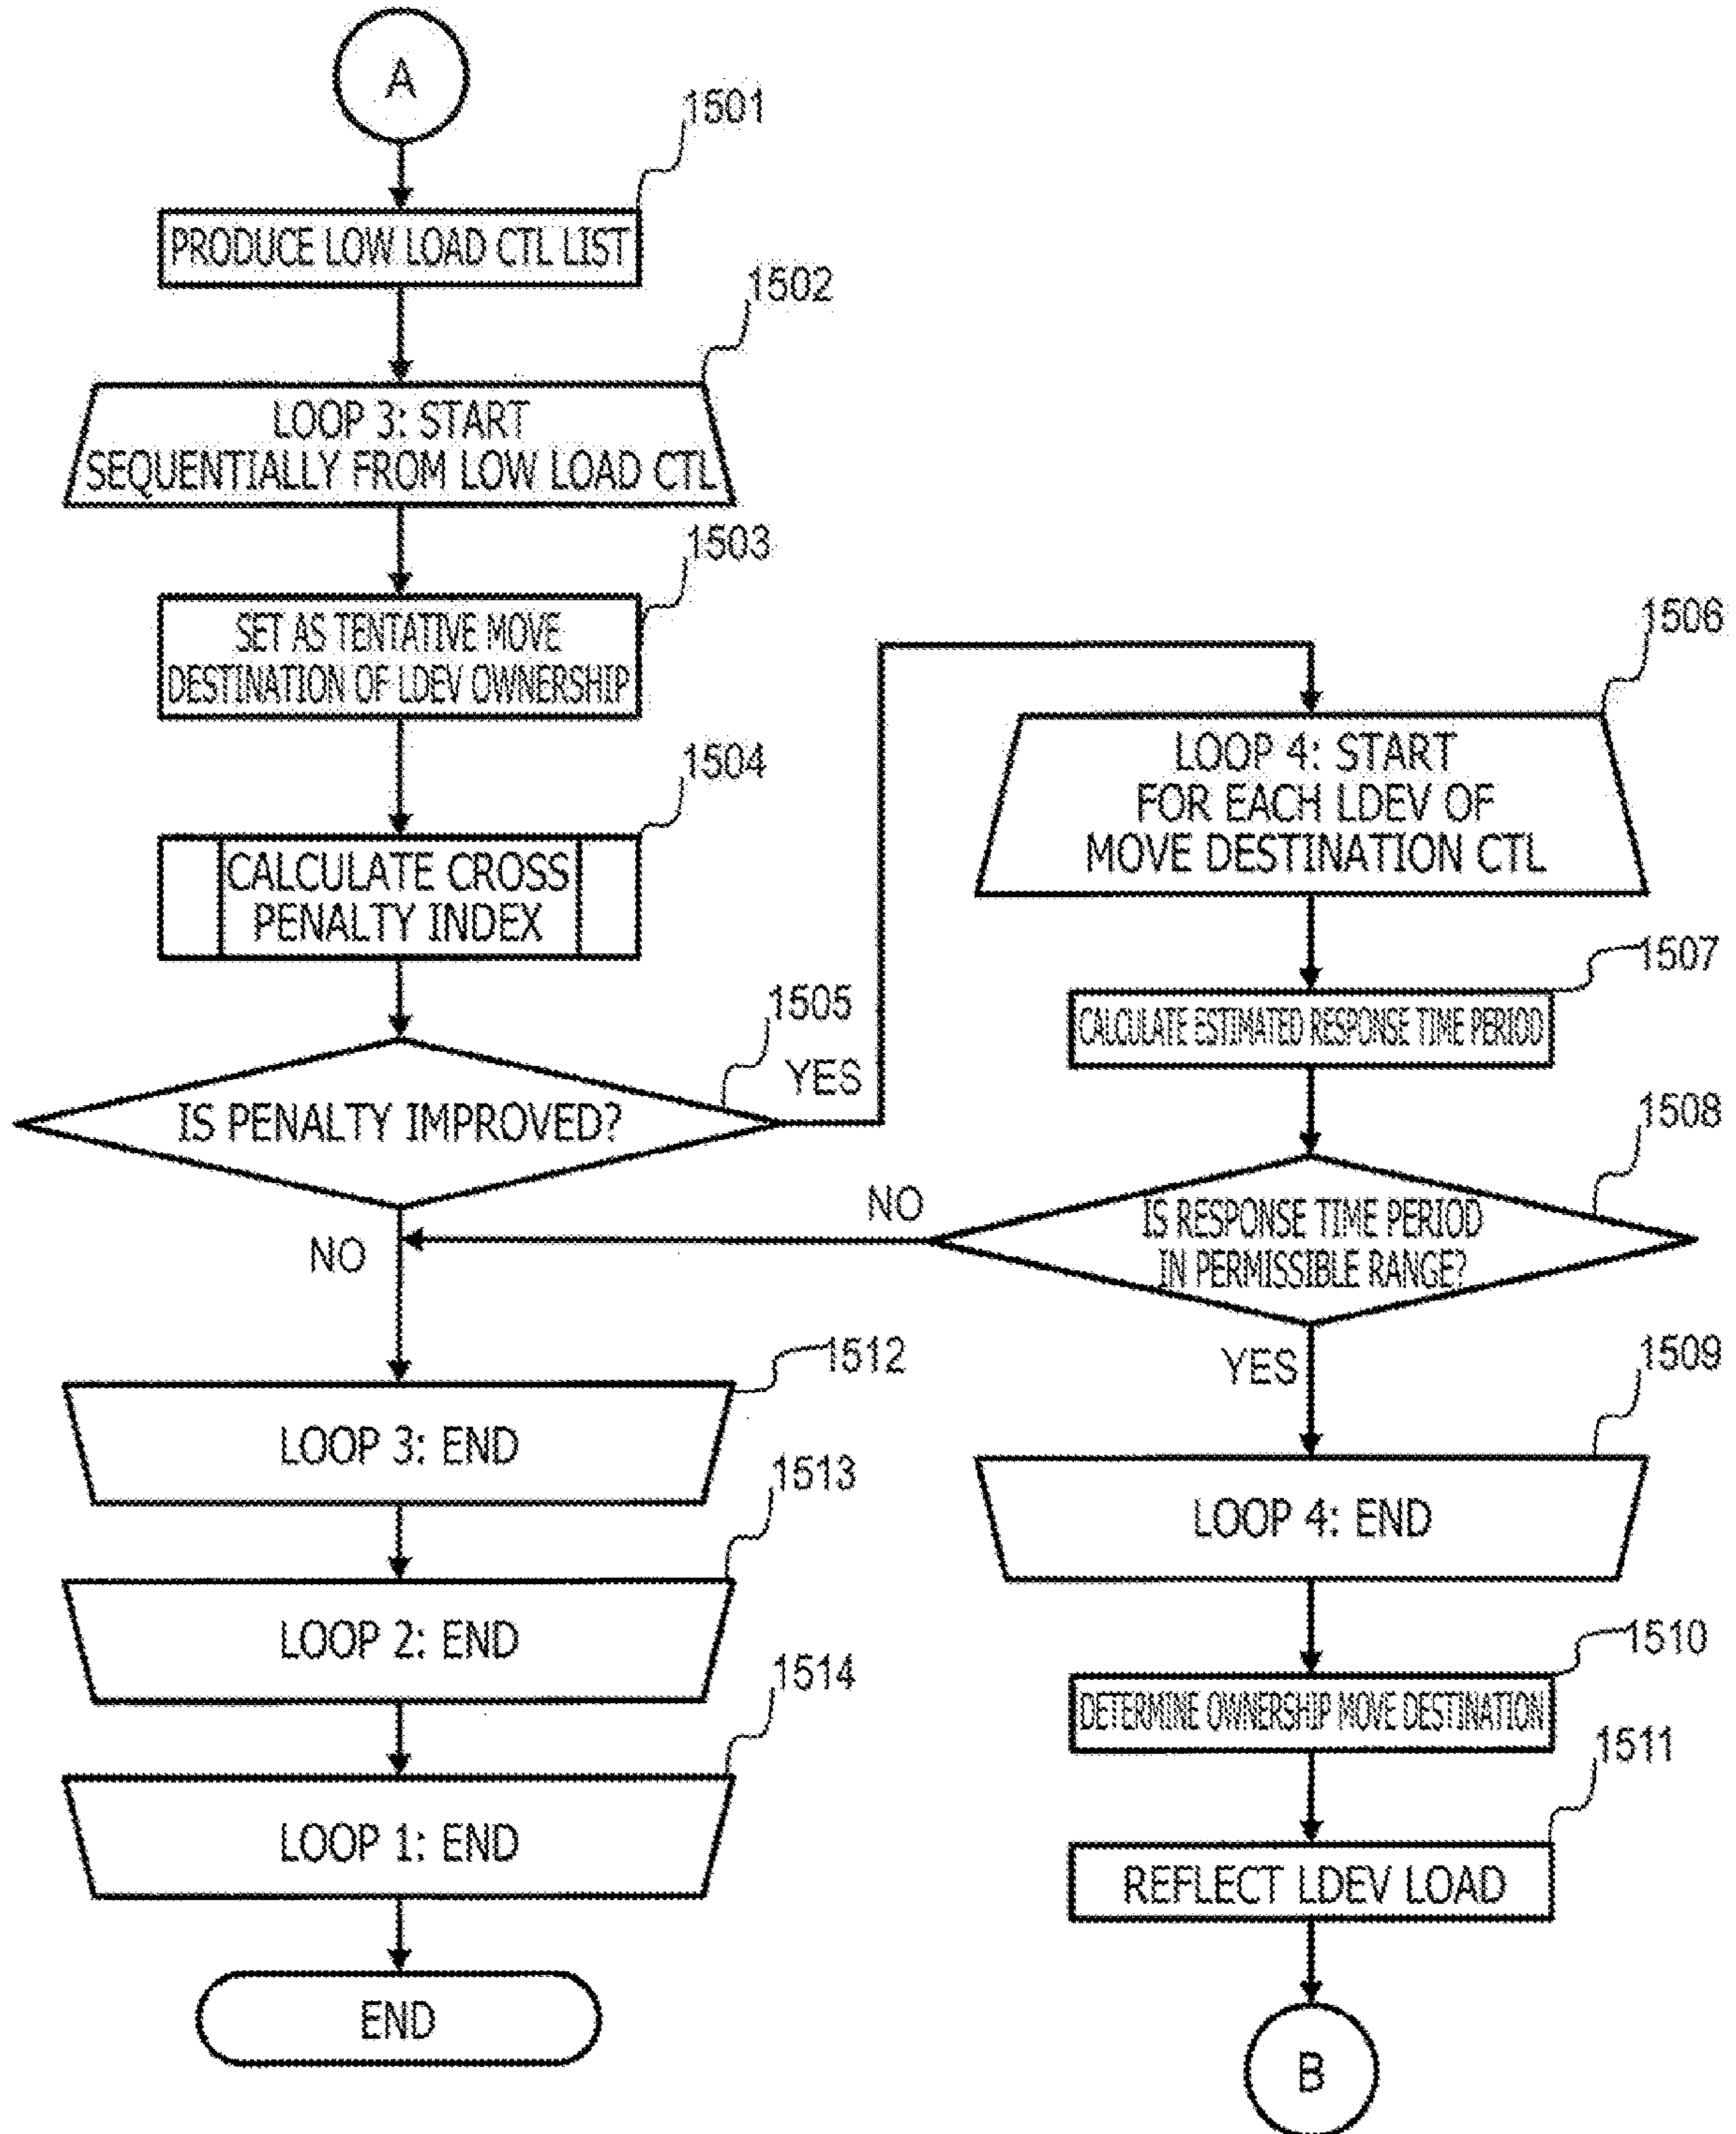 A
1501
PRODUCE LOW LOAD CTL LIST
1502
LOOP 3: START
SEQUENTIALLY FROM LOW LOAD CTL
1503
SET AS TENTATIVE MOVE
DESTINATION OF LDEV OWNERSHIP
1504
CALCULATE CROSS
PENALTY INDEX
1505
IS PENALTY IMPROVED?
YES
NO
1506
LOOP 4: START
FOR EACH LDEV OF
MOVE DESTINATION CTL
1507
CALCULATE ESTIMATED RESPONSE TIME PERIOD
1508
IS RESPONSE TIME PERIOD
IN PERMISSIBLE RANGE?
NO
YES
1509
LOOP 4: END
1510
DETERMINE OWNERSHIP MOVE DESTINATION
1511
REFLECT LDEV LOAD
B
1512
LOOP 3: END
1513
LOOP 2: END
1514
LOOP 1: END
END